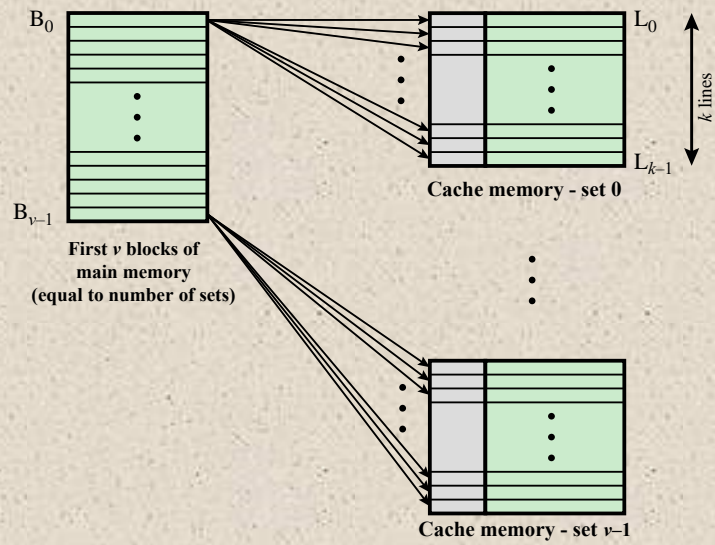 B0
Bv–1
First v blocks of
main memory
(equal to number of sets)
L0
k lines
Lk–1
Cache memory - set 0
Cache memory - set v–1